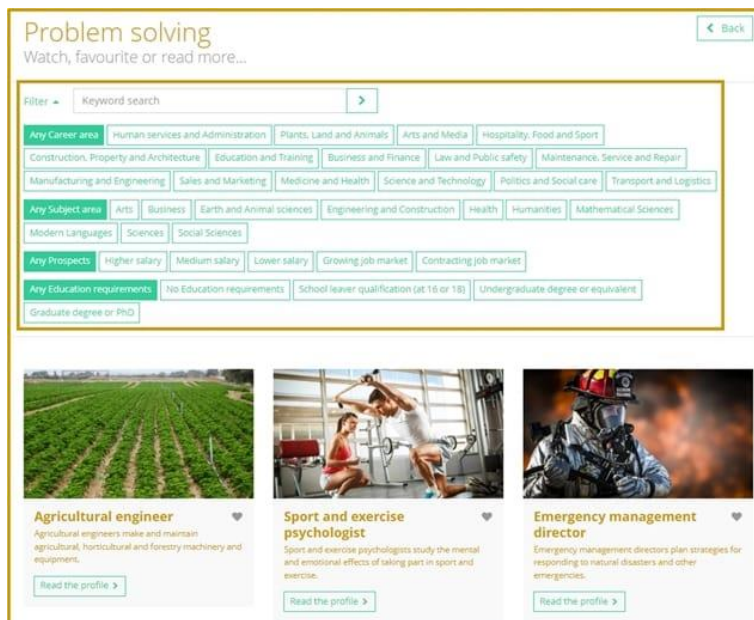 Problem solving
Back
Watch, favourite or read more...
Filter Keyword search
Any Career area Human services and Administration Plants, Land and Animals Arts and Media Hospitality, Food and Sport
Construction, Property and Architecture Education and Training Business and Finance Law and Public safety Maintenance, Service and Repair
Manufacturing and Engineering Sales and Marketing Medicine and Health Science and Technology Politics and Social care Transport and Logistics
Any Subject area Arts Business Earth and Animal sciences Engineering and Construction Health Humanities Mathematical Sciences
Modern Languages Sciences Social Sciences
Any Prospects Higher salary Medium salary Lower salary Growing job market Contracting job market
Any Education requirements No Education requirements School leaver qualification (at 16 or 18) Undergraduate degree or equivalent
Graduate degree or PhD
Agricultural engineer
Agricultural engineers make and maintain
agricultural, horticultural and forestry machinery and
equipment.
Read the profile
Sport and exercise
psychologist
Sport and exercise psychologists study the mental
and emotional effects of taking part in sport and
exercise.
Read the profile
Emergency management
director
Emergency management directors plan strategies for
responding to natural disasters and other
emergencies.
Read the profile